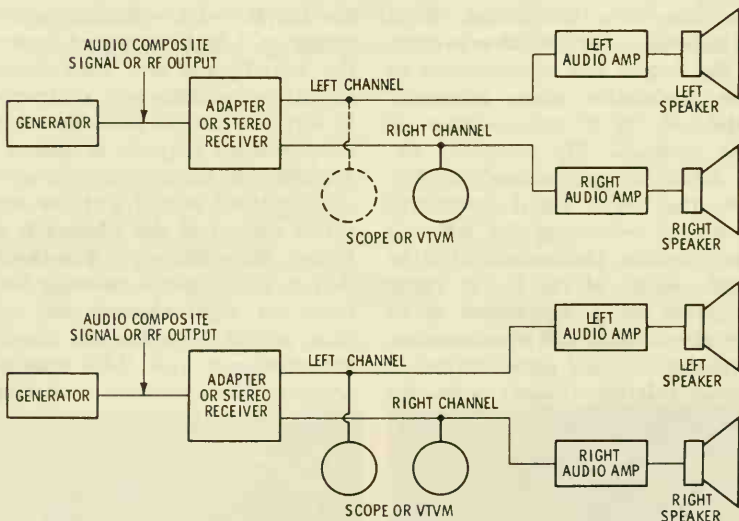 AUDIO COMPOSITE
SIGNAL OR RF OUTPUT
GENERATOR
ADAPTER
OR STEREO
RECEIVER
LEFT CHANNEL
RIGHT CHANNEL
SCOPE OR VTVM
LEFT
AUDIO AMP
LEFT
SPEAKER
RIGHT
AUDIO AMP
RIGHT
SPEAKER
AUDIO COMPOSITE
SIGNAL OR RF OUTPUT
GENERATOR
ADAPTER
OR STEREO
RECEIVER
LEFT CHANNEL
RIGHT CHANNEL
SCOPE OR VTVM
LEFT
AUDIO AMP
LEFT
SPEAKER
RIGHT
AUDIO AMP
RIGHT
SPEAKER